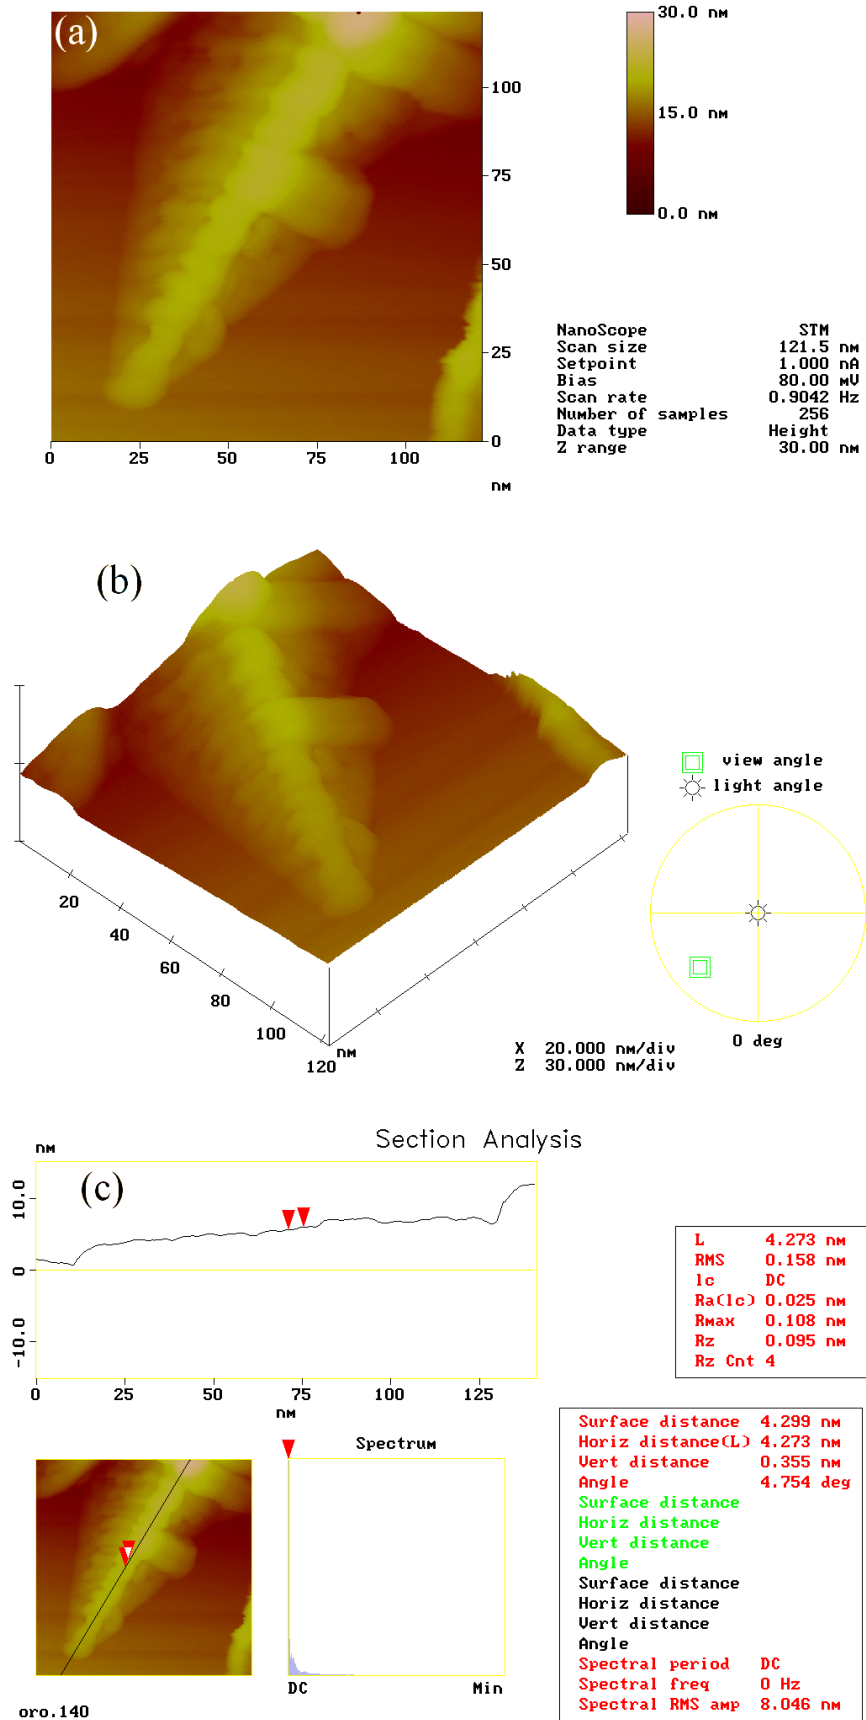 (a)
30.0 nM
15.0 nM
0.0 nM
100
75
50
25
0
0 25 50 75 100
nM
NanoScope STM
Scan size 121.5 nM
Setpoint 1.000 nA
Bias 80.00 mV
Scan rate 0.9042 Hz
Number of samples 256
Data type Height
Z range 30.00 nM
(b)
view angle
light angle
20
40
60
80
100
120
nM
0 deg
X 20.000 nM/div
Z 30.000 nM/div
Section Analysis
nM
(c)
10.0
0
-10.0
0 25 50 75 100 125
nM
L 4.273 nM
RMS 0.158 nM
lc DC
Ra(lc) 0.025 nM
Rmax 0.108 nM
Rz 0.095 nM
Rz Cnt 4
Spectrum
DC Min
Surface distance 4.299 nM
Horiz distance(L) 4.273 nM
Vert distance 0.355 nM
Angle 4.754 deg
Surface distance
Horiz distance
Vert distance
Angle
Surface distance
Horiz distance
Vert distance
Angle
Spectral period DC
Spectral freq 0 Hz
Spectral RMS amp 8.046 nM
oro.140